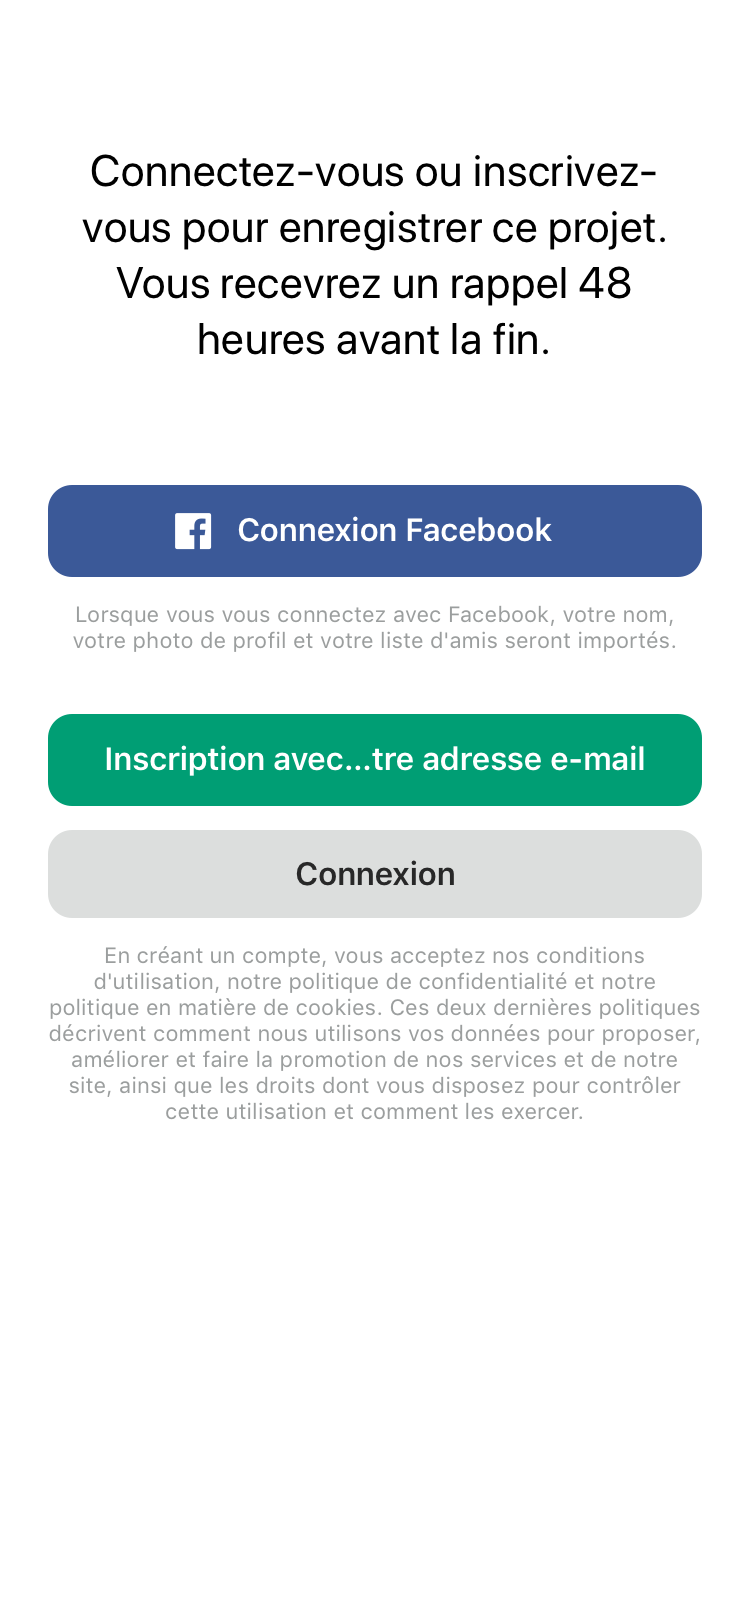 Connectez-vous ou inscrivez-
vous pour enregistrer ce projet.
Vous recevrez un rappel 48
heures avant la fin.
Connexion Facebook
Lorsque vous vous connectez avec Facebook, votre nom,
votre photo de profil et votre liste d'amis seront importés.
Inscription avec...tre adresse e-mail
Connexion
En créant un compte, vous acceptez nos conditions
d'utilisation, notre politique de confidentialité et notre
politique en matière de cookies. Ces deux dernières politiques
décrivent comment nous utilisons vos données pour proposer,
améliorer et faire la promotion de nos services et de notre
site, ainsi que les droits dont vous disposez pour contrôler
cette utilisation et comment les exercer.